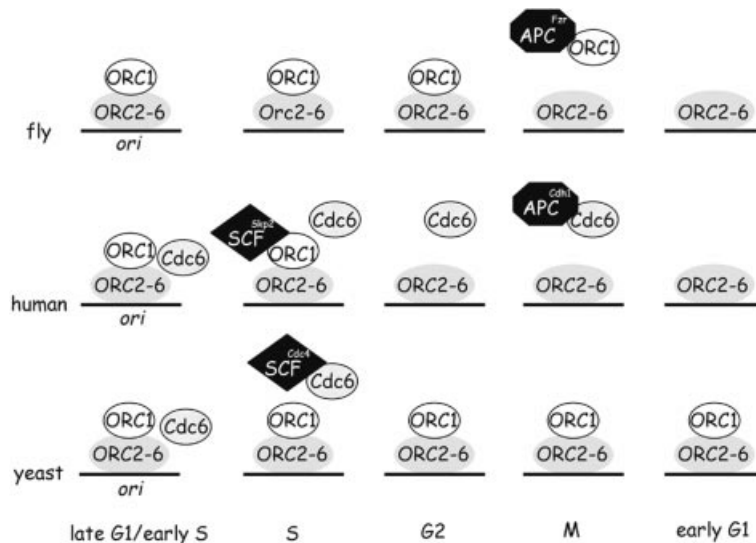 Fzr
APC
ORC1
ORC1 ORC1 ORC1
ORC2-6 Orc2-6 ORC2-6 ORC2-6 ORC2-6
fly
ori
Skp2 Cdh1
Cdc6 Cdc6 APC Cdc6
SCF
ORC1 Cdc6 ORC1
ORC2-6 ORC2-6 ORC2-6 ORC2-6 ORC2-6
human
ori
Cdc4
SCF
Cdc6
ORC1 Cdc6 ORC1 ORC1 ORC1 ORC1
ORC2-6 ORC2-6 ORC2-6 ORC2-6 ORC2-6
yeast
ori
late G1/early S S G2 M early G1